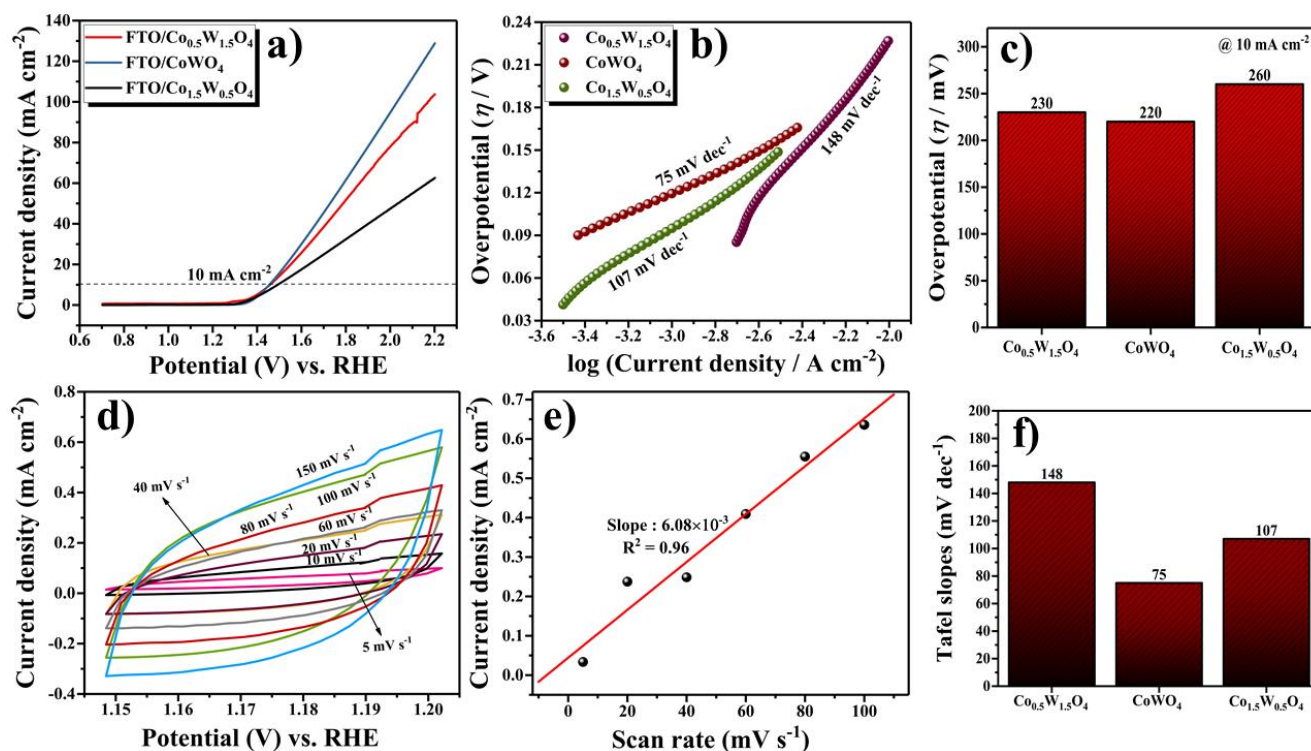 a)
FTO/Co₀.₅W₁.₅O₄
FTO/CoWO₄
FTO/Co₁.₅W₀.₅O₄
10 mA cm⁻²
Current density (mA cm⁻²)
140
130
120
110
100
90
80
70
60
50
40
30
20
10
0
0.6 0.8 1.0 1.2 1.4 1.6 1.8 2.0 2.2
Potential (V) vs. RHE
b)
Co₀.₅W₁.₅O₄
CoWO₄
Co₁.₅W₀.₅O₄
75 mV dec⁻¹
107 mV dec⁻¹
148 mV dec⁻¹
Overpotential (η / V)
0.24
0.21
0.18
0.15
0.12
0.09
0.06
0.03
-3.6 -3.4 -3.2 -3.0 -2.8 -2.6 -2.4 -2.2 -2.0
log (Current density / A cm⁻²)
c)
@ 10 mA cm⁻²
230
220
260
Overpotential (η / mV)
300
250
200
150
100
50
0
Co₀.₅W₁.₅O₄ CoWO₄ Co₁.₅W₀.₅O₄
d)
150 mV s⁻¹
100 mV s⁻¹
80 mV s⁻¹
60 mV s⁻¹
40 mV s⁻¹
20 mV s⁻¹
10 mV s⁻¹
5 mV s⁻¹
Current density (mA cm⁻²)
0.8
0.6
0.4
0.2
0.0
-0.2
-0.4
1.15 1.16 1.17 1.18 1.19 1.20
Potential (V) vs. RHE
e)
Slope : 6.08×10⁻³
R² = 0.96
Current density (mA cm⁻²)
0.7
0.6
0.5
0.4
0.3
0.2
0.1
0.0
0 20 40 60 80 100
Scan rate (mV s⁻¹)
f)
148
75
107
Tafel slopes (mV dec⁻¹)
200
180
160
140
120
100
80
60
40
20
0
Co₀.₅W₁.₅O₄ CoWO₄ Co₁.₅W₀.₅O₄